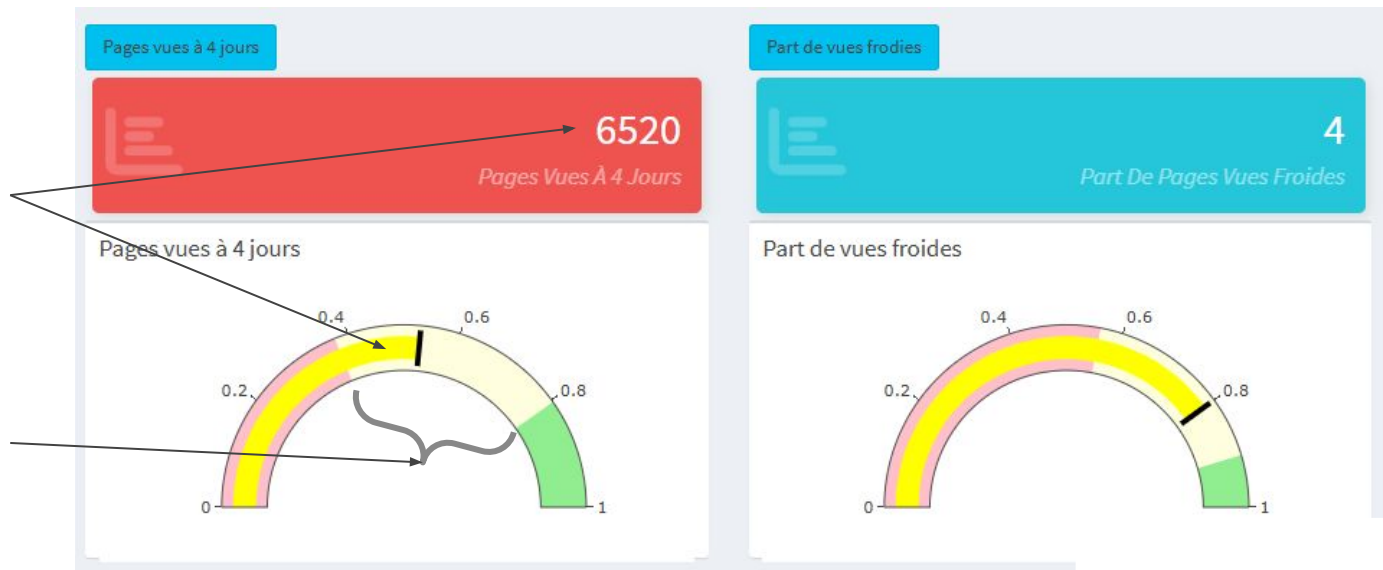 Pages vues à 4 jours
6520
Pages Vues À 4 Jours
Pages vues à 4 jours
0
0.2
0.4
0.6
0.8
1
Part de vues frodies
4
Part De Pages Vues Froides
Part de vues froides
0
0.2
0.4
0.6
0.8
1